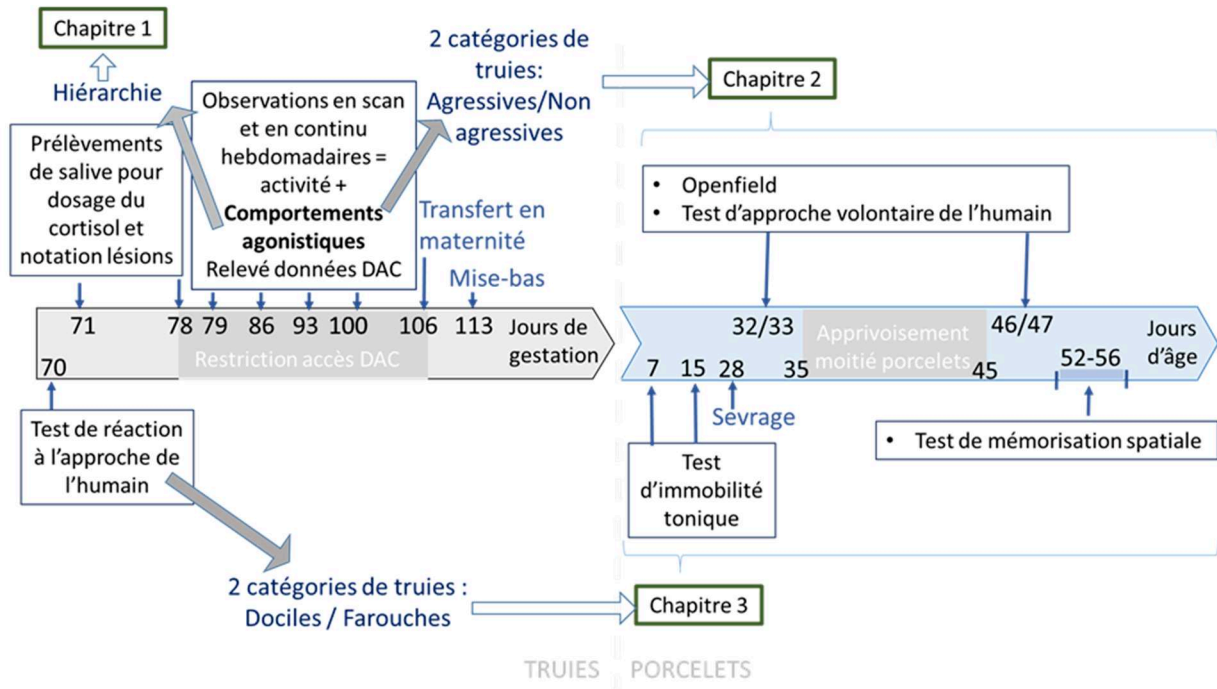 Chapitre 1
Hiérarchie
Prélèvements
de salive pour
dosage du
cortisol et
notation lésions
Observations en scan
et en continu
hebdomadaires =
activité +
Comportements
agonistiques
Relevé données DAC
2 catégories de
truies:
Agressives/Non
agressives
Transfert en
maternité
Mise-bas
71
78
79
86
93
100
106
113
Jours de
gestation
Restriction accès DAC
70
Test de réaction
à l'approche de
l'humain
2 catégories de truies :
Dociles / Farouches
Chapitre 2
• Openfield
• Test d'approche volontaire de l'humain
32/33
Apprivoisement
moitié porcelets
46/47
Jours
d'âge
7
15
28
35
45
52-56
Sevrage
Test
d'immobilité
tonique
• Test de mémorisation spatiale
Chapitre 3
TRUIES
PORCELETS